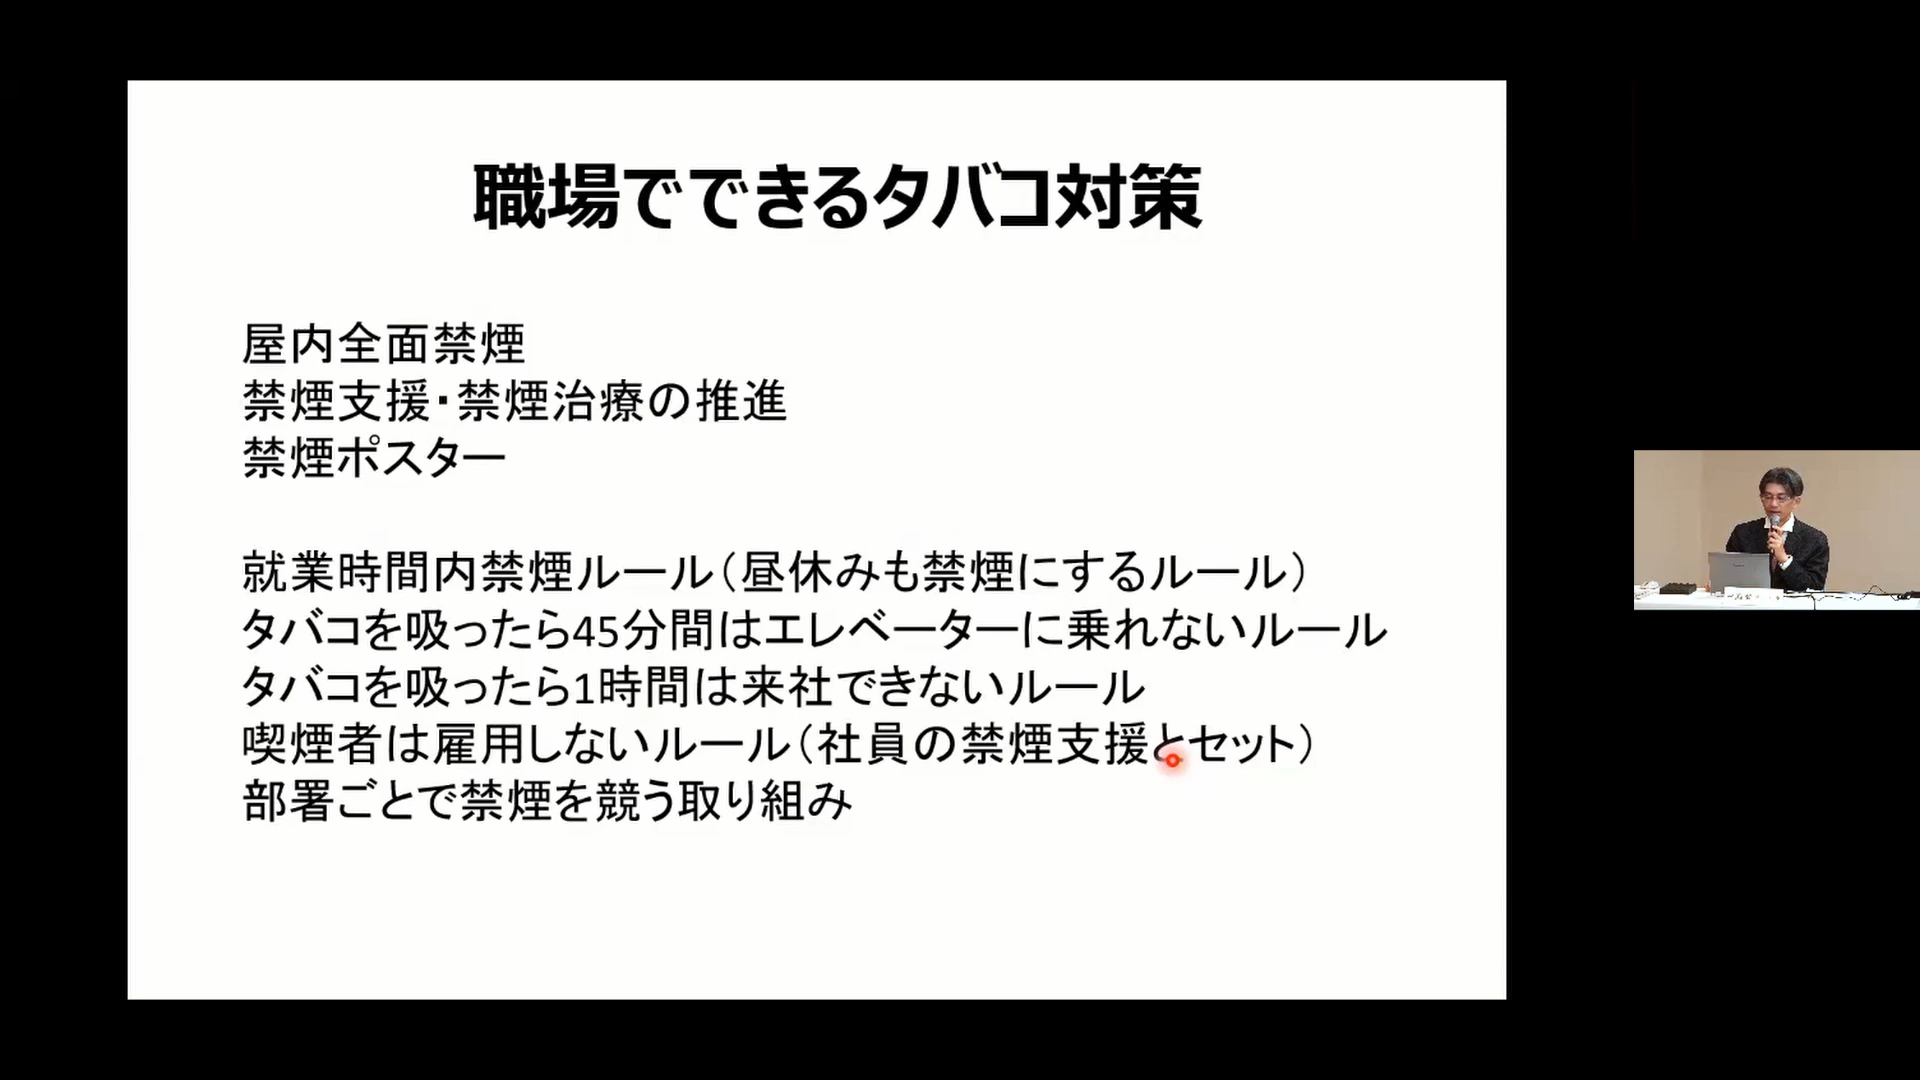 職場でできるタバコ対策
屋内全面禁煙
禁煙支援・禁煙治療の推進
禁煙ポスター
就業時間内禁煙ルール（昼休みも禁煙にするルール）
タバコを吸ったら45分間はエレベーターに乗れないルール
タバコを吸ったら1時間は来社できないルール
喫煙者は雇用しないルール（社員の禁煙支援とセット）
部署ごとで禁煙を競う取り組み